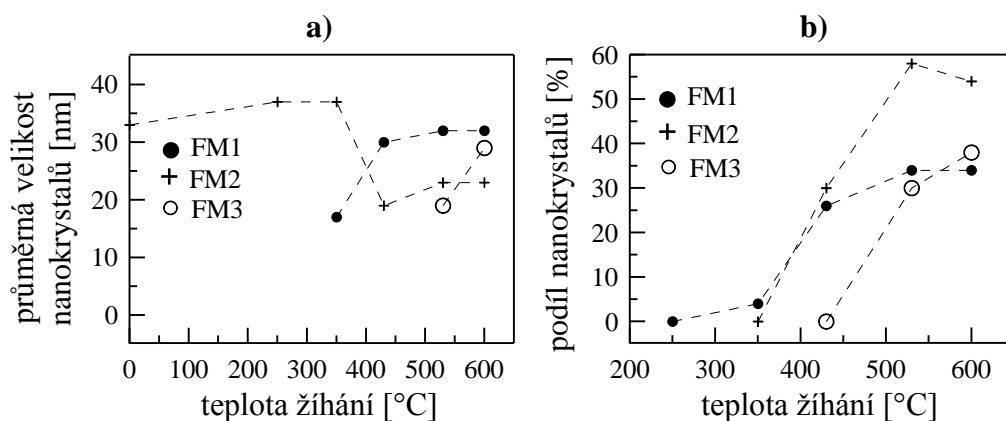 a)
průměrná velikost
nanokrystalů [nm]
40
30
20
10
0
FM1
FM2
FM3
0 100 200 300 400 500 600
teplota žíhání [°C]
b)
podíl nanokrystalů [%]
60
50
40
30
20
10
0
FM1
FM2
FM3
200 300 400 500 600
teplota žíhání [°C]